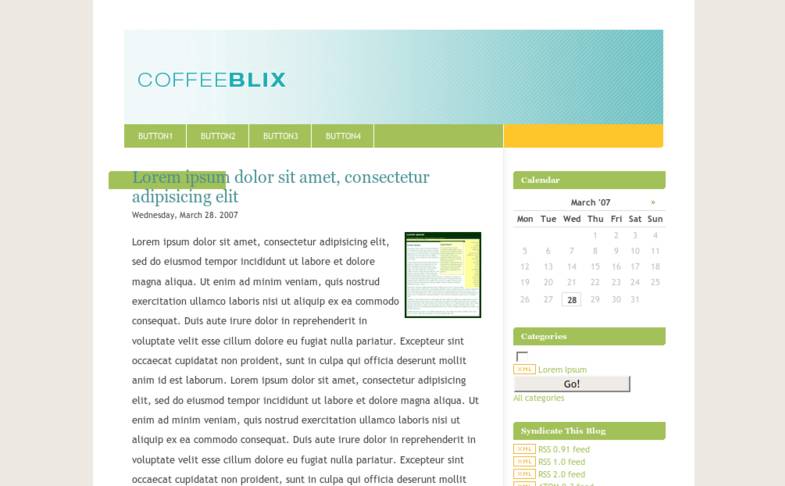 COFFEEBLIX
BUTTON1 BUTTON2 BUTTON3 BUTTON4
Lorem ipsum dolor sit amet, consectetur
adipisicing elit
Wednesday, March 28. 2007
Lorem ipsum dolor sit amet, consectetur adipisicing elit,
sed do eiusmod tempor incididunt ut labore et dolore
magna aliqua. Ut enim ad minim veniam, quis nostrud
exercitation ullamco laboris nisi ut aliquip ex ea commodo
consequat. Duis aute irure dolor in reprehenderit in
voluptate velit esse cillum dolore eu fugiat nulla pariatur. Excepteur sint
occaecat cupidatat non proident, sunt in culpa qui officia deserunt mollit
anim id est laborum. Lorem ipsum dolor sit amet, consectetur adipisicing
elit, sed do eiusmod tempor incididunt ut labore et dolore magna aliqua. Ut
enim ad minim veniam, quis nostrud exercitation ullamco laboris nisi ut
aliquip ex ea commodo consequat. Duis aute irure dolor in reprehenderit in
voluptate velit esse cillum dolore eu fugiat nulla pariatur. Excepteur sint
occaecat cupidatat non proident, sunt in culpa qui officia deserunt mollit
Calendar
March '07 »
Mon Tue Wed Thu Fri Sat Sun
1 2 3 4
5 6 7 8 9 10 11
12 13 14 15 16 17 18
19 20 21 22 23 24 25
26 27 28 29 30 31
Categories
XML Lorem Ipsum
Go!
All categories
Syndicate This Blog
XML RSS 0.91 feed
XML RSS 1.0 feed
XML RSS 2.0 feed